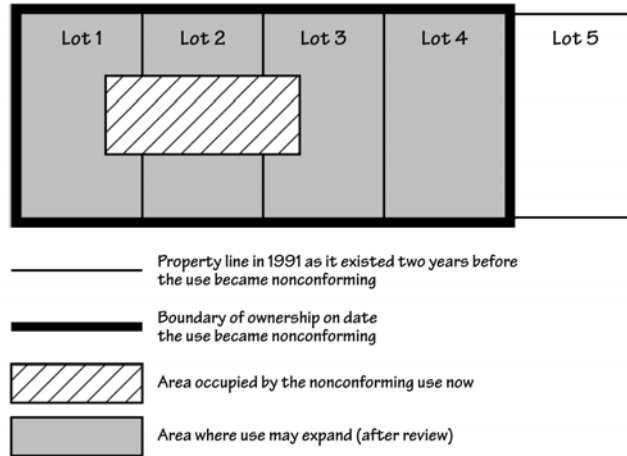 Lot 1 Lot 2 Lot 3 Lot 4 Lot 5
Property line in 1991 as it existed two years before
the use became nonconforming
Boundary of ownership on date
the use became nonconforming
Area occupied by the nonconforming use now
Area where use may expand (after review)